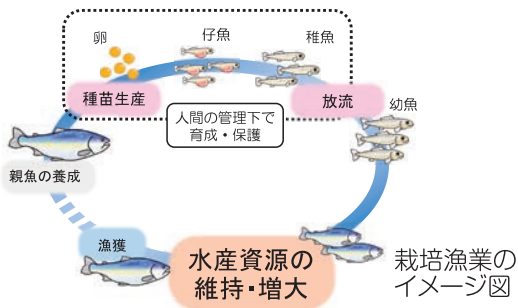 卵
仔魚
稚魚
種苗生産
放流
人間の管理下で
育成・保護
幼魚
親魚の養成
漁獲
水産資源の
維持・増大
栽培漁業の
イメージ図